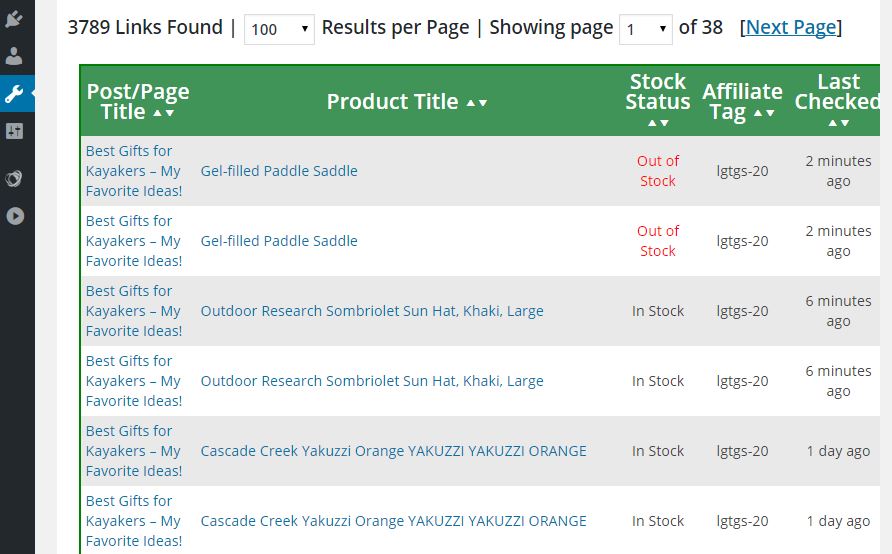 3789 Links Found | 100 Results per Page | Showing page 1 of 38 [Next Page]
Post/Page Title Product Title Stock Status Affiliate Tag Last Checked
Best Gifts for Kayakers – My Favorite Ideas! Gel-filled Paddle Saddle Out of Stock lgtgs-20 2 minutes ago
Best Gifts for Kayakers – My Favorite Ideas! Gel-filled Paddle Saddle Out of Stock lgtgs-20 2 minutes ago
Best Gifts for Kayakers – My Favorite Ideas! Outdoor Research Sombriolet Sun Hat, Khaki, Large In Stock lgtgs-20 6 minutes ago
Best Gifts for Kayakers – My Favorite Ideas! Outdoor Research Sombriolet Sun Hat, Khaki, Large In Stock lgtgs-20 6 minutes ago
Best Gifts for Kayakers – My Favorite Ideas! Cascade Creek Yakuzzi Orange YAKUZZI YAKUZZI ORANGE In Stock lgtgs-20 1 day ago
Best Gifts for Kayakers – My Favorite Ideas! Cascade Creek Yakuzzi Orange YAKUZZI YAKUZZI ORANGE In Stock lgtgs-20 1 day ago